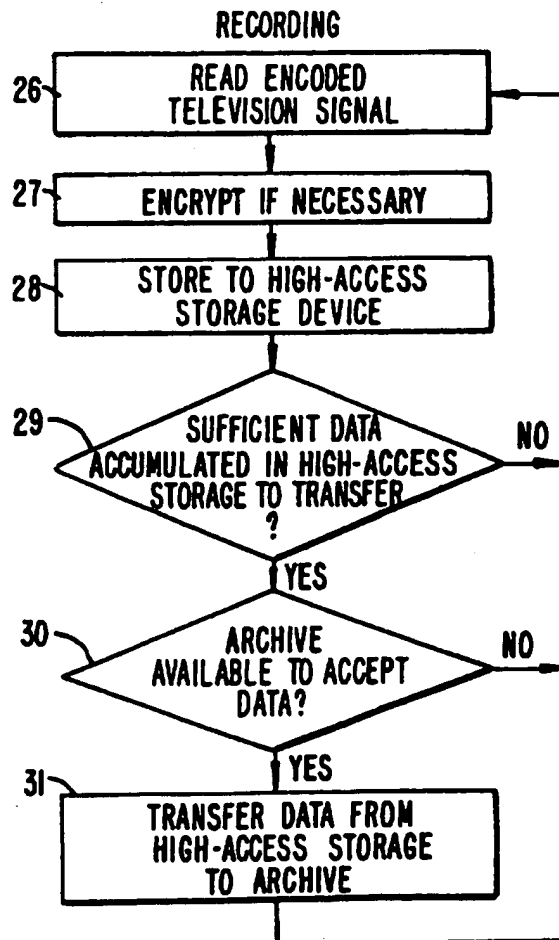 RECORDING
26
READ ENCODED
TELEVISION SIGNAL
27
ENCRYPT IF NECESSARY
28
STORE TO HIGH-ACCESS
STORAGE DEVICE
29
SUFFICIENT DATA
ACCUMULATED IN HIGH-ACCESS
STORAGE TO TRANSFER
?
NO
YES
30
ARCHIVE
AVAILABLE TO ACCEPT
DATA?
NO
YES
31
TRANSFER DATA FROM
HIGH-ACCESS STORAGE
TO ARCHIVE